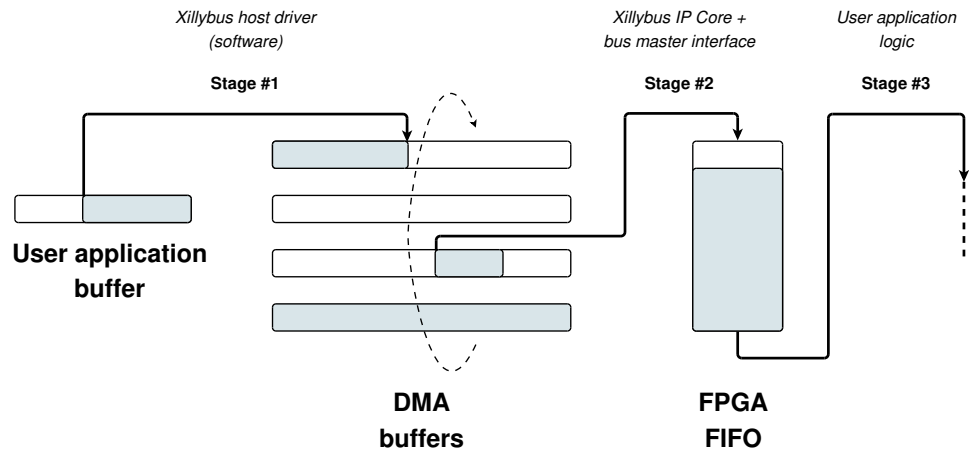 Xillybus host driver
(software)
Stage #1
Xillybus IP Core +
bus master interface
Stage #2
User application
logic
Stage #3
User application
buffer
DMA
buffers
FPGA
FIFO